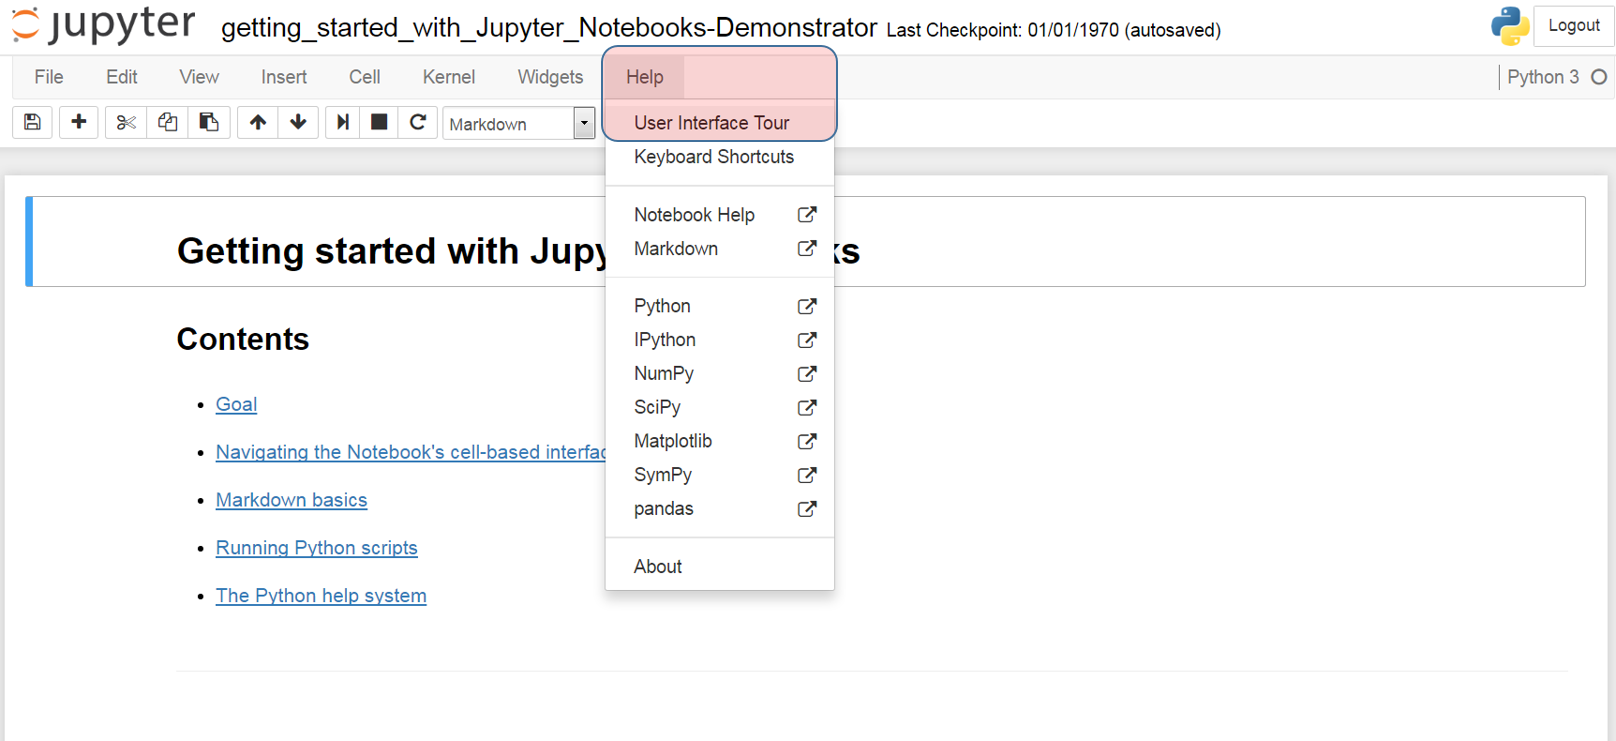 jupyter getting_started_with_Jupyter_Notebooks-Demonstrator Last Checkpoint: 01/01/1970 (autosaved) Logout
File Edit View Insert Cell Kernel Widgets Help Python 3
Markdown
User Interface Tour
Keyboard Shortcuts
Notebook Help
Markdown
Python
IPython
NumPy
SciPy
Matplotlib
SymPy
pandas
About
Getting started with Jupy ks
Contents
Goal
Navigating the Notebook's cell-based interfac
Markdown basics
Running Python scripts
The Python help system